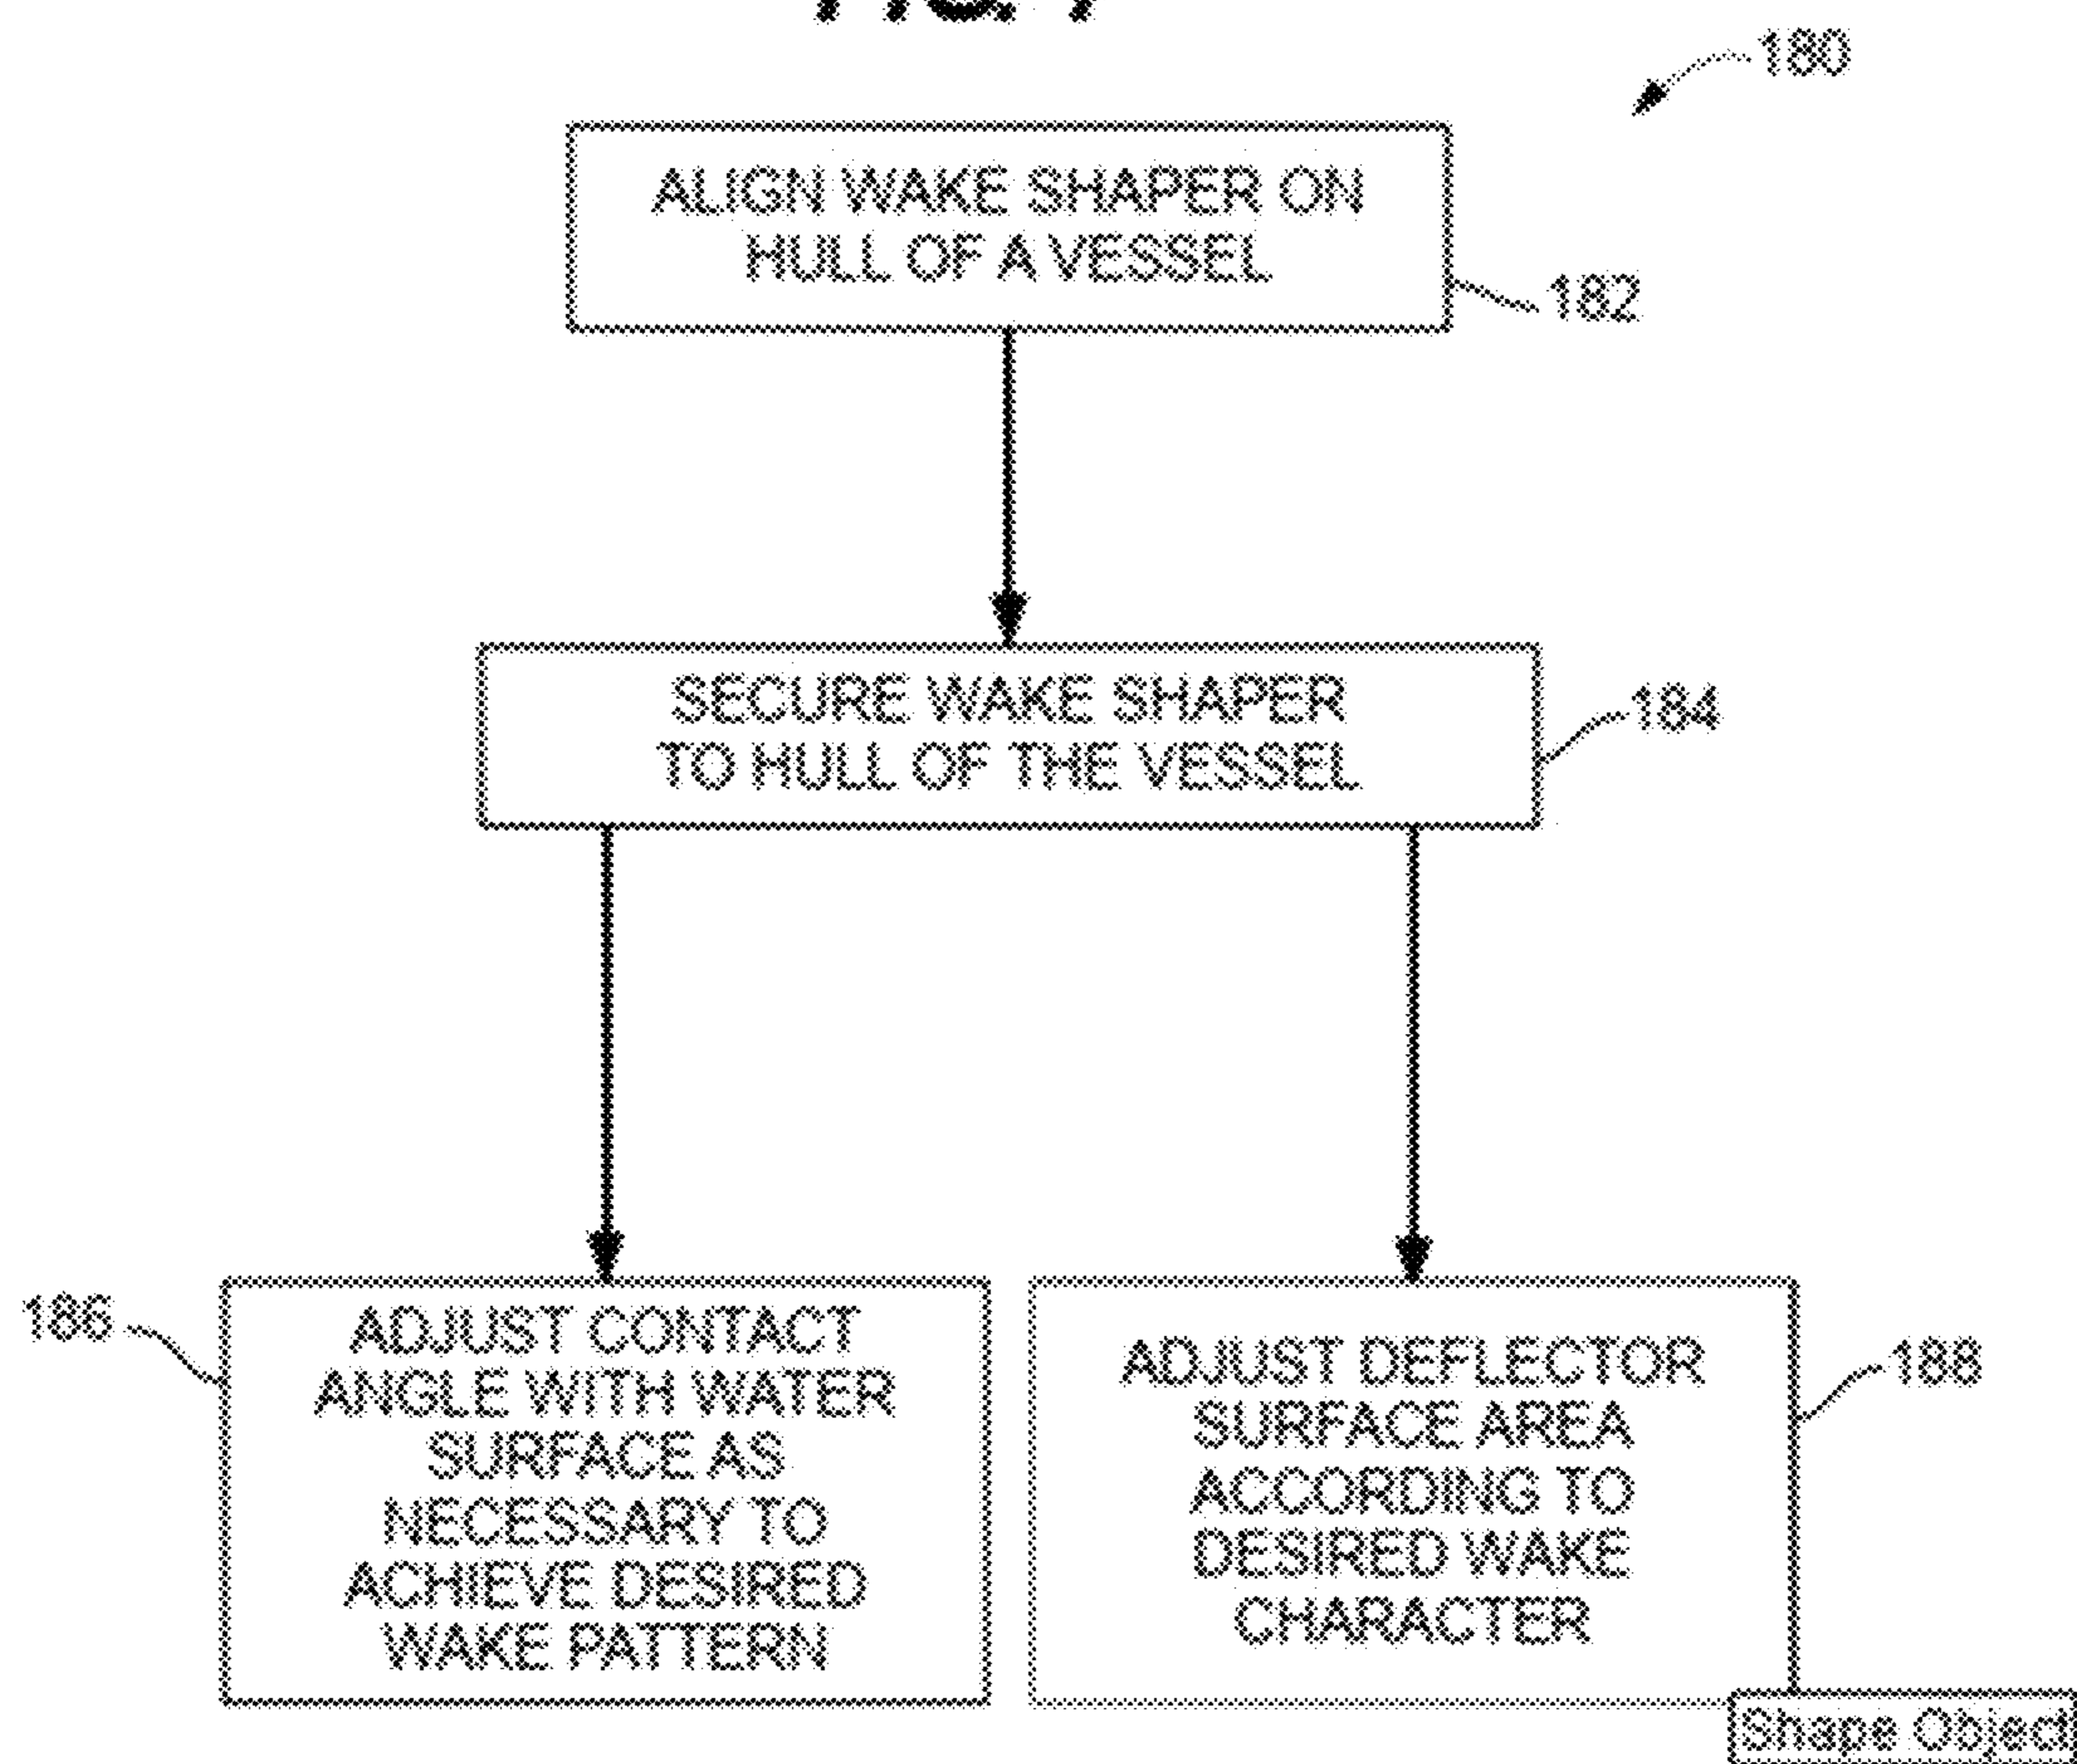 180
ALIGN WAKE SHAPER ON
HULL OF A VESSEL
182
SECURE WAKE SHAPER
TO HULL OF THE VESSEL
184
186
ADJUST CONTACT
ANGLE WITH WATER
SURFACE AS
NECESSARY TO
ACHIEVE DESIRED
WAKE PATTERN
ADJUST DEFLECTOR
SURFACE AREA
ACCORDING TO
DESIRED WAKE
CHARACTER
188
Shape Object